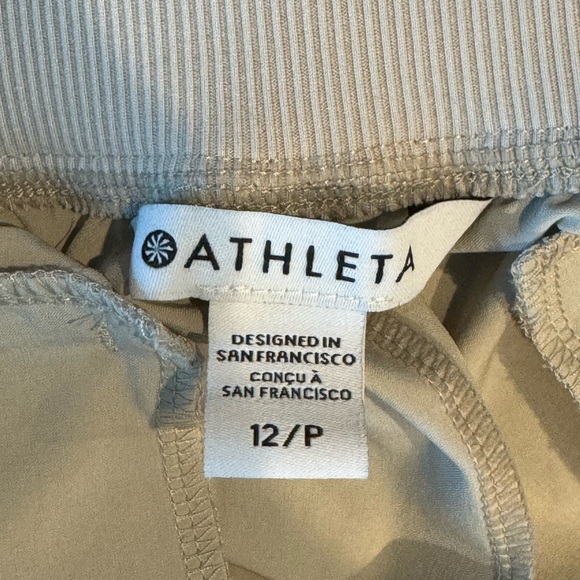 ATHLETA
DESIGNED IN
SAN FRANCISCO
CONÇU À
SAN FRANCISCO
12/P